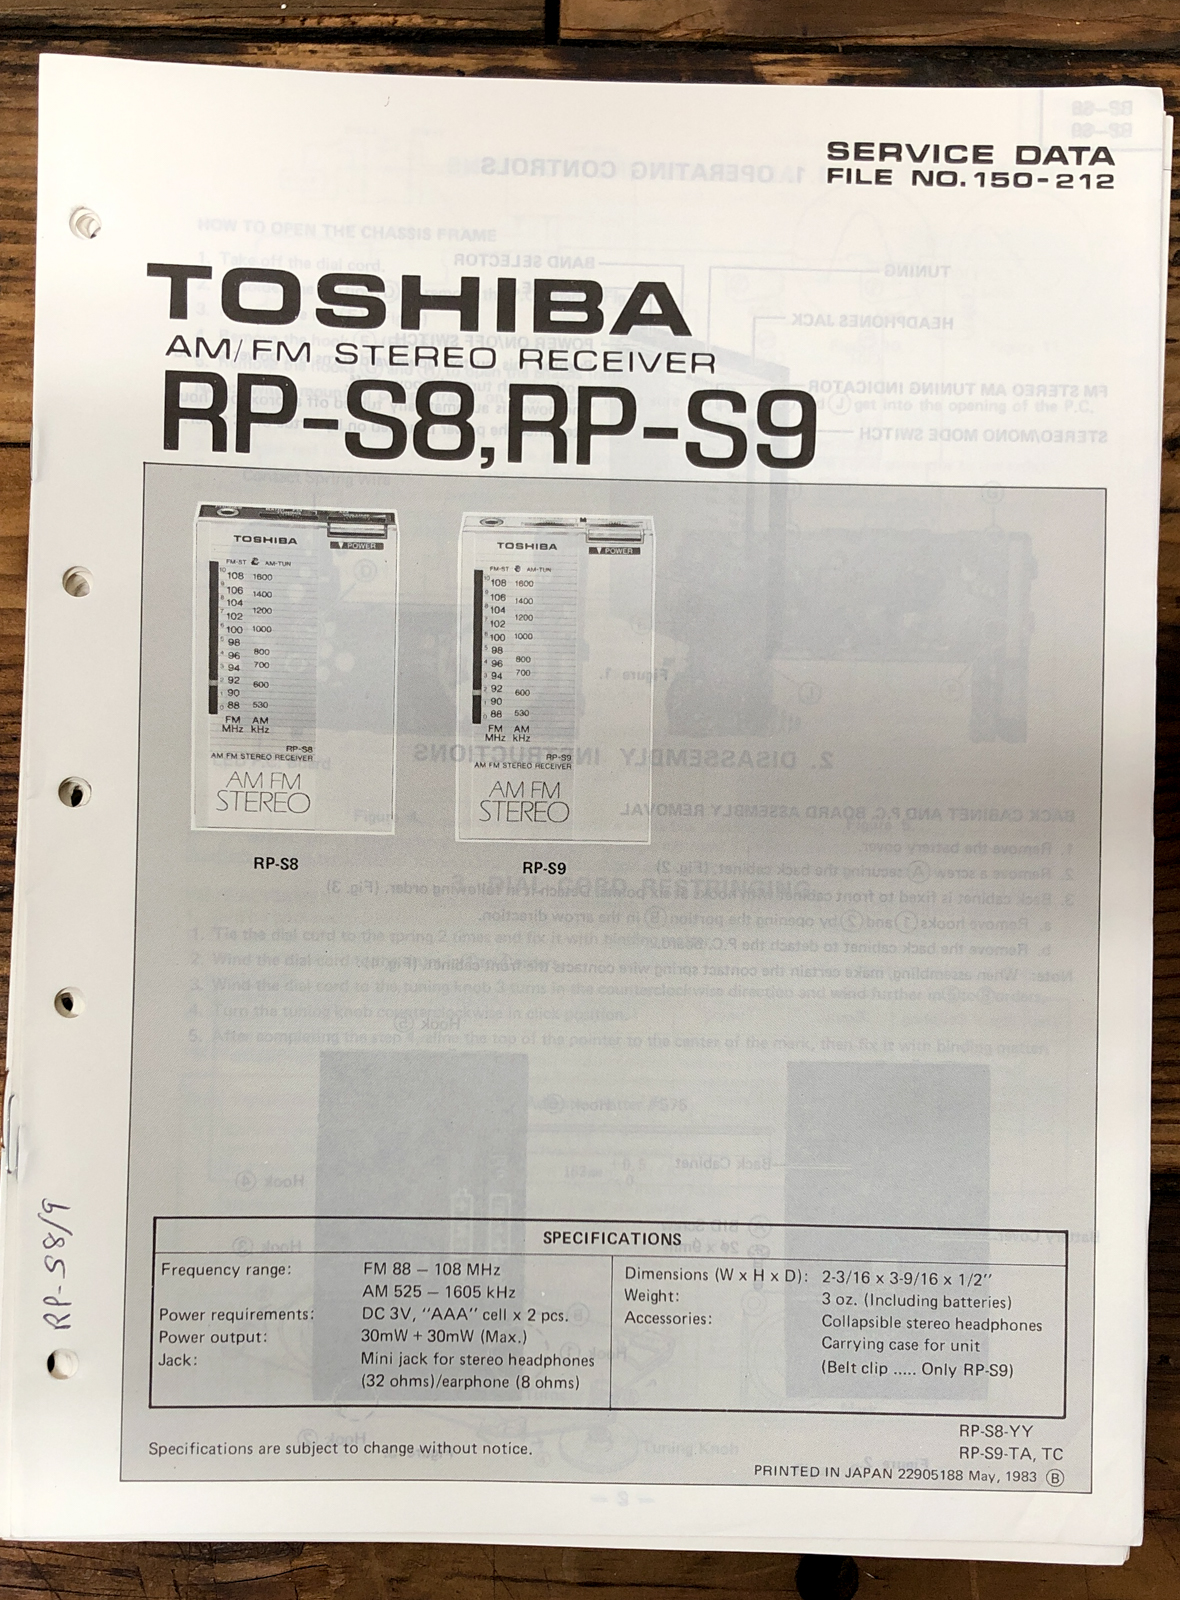 SERVICE DATA
FILE NO. 150-212
TOSHIBA
AM/FM STEREO RECEIVER
RP-S8, RP-S9
TOSHIBA
▼ POWER
FM-ST AM-TUN
108 1600
106 1400
104
102 1200
100 1000
98
96 800
94 700
92
90 600
88 530
FM AM
MHz kHz
RP-S8
AM FM STEREO RECEIVER
AM FM
STEREO
RP-S8
TOSHIBA
▼ POWER
FM-ST AM-TUN
108 1600
106 1400
104
102 1200
100 1000
98
96 800
94 700
92
90 600
88 530
FM AM
MHz kHz
RP-S9
AM FM STEREO RECEIVER
AM FM
STEREO
RP-S9
SPECIFICATIONS
Frequency range: FM 88 – 108 MHz
AM 525 – 1605 kHz
Power requirements: DC 3V, "AAA" cell x 2 pcs.
Power output: 30mW + 30mW (Max.)
Jack: Mini jack for stereo headphones
(32 ohms)/earphone (8 ohms)
Dimensions (W x H x D): 2-3/16 x 3-9/16 x 1/2"
Weight: 3 oz. (Including batteries)
Accessories: Collapsible stereo headphones
Carrying case for unit
(Belt clip ..... Only RP-S9)
Specifications are subject to change without notice.
RP-S8-YY
RP-S9-TA, TC
PRINTED IN JAPAN 22905188 May, 1983 Ⓑ
RP-S8/9